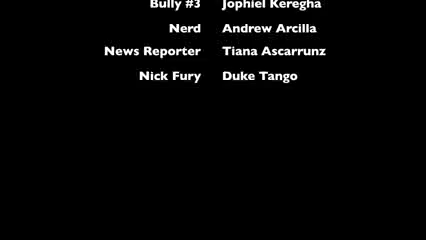 Bully #3 Jophiel Keregha
Nerd Andrew Arcilla
News Reporter Tiana Ascarrunz
Nick Fury Duke Tango